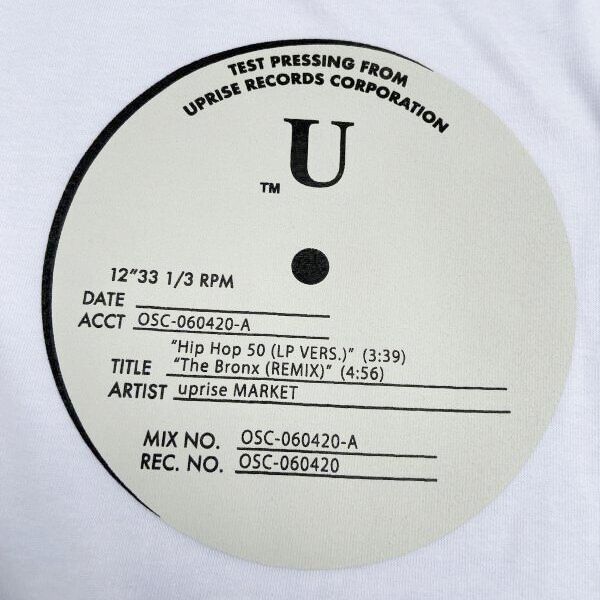 TEST PRESSING FROM
UPRISE RECORDS CORPORATION
U
TM
12"33 1/3 RPM
DATE
ACCT OSC-060420-A
"Hip Hop 50 (LP VERS.)" (3:39)
TITLE "The Bronx (REMIX)" (4:56)
ARTIST uprise MARKET
MIX NO. OSC-060420-A
REC. NO. OSC-060420